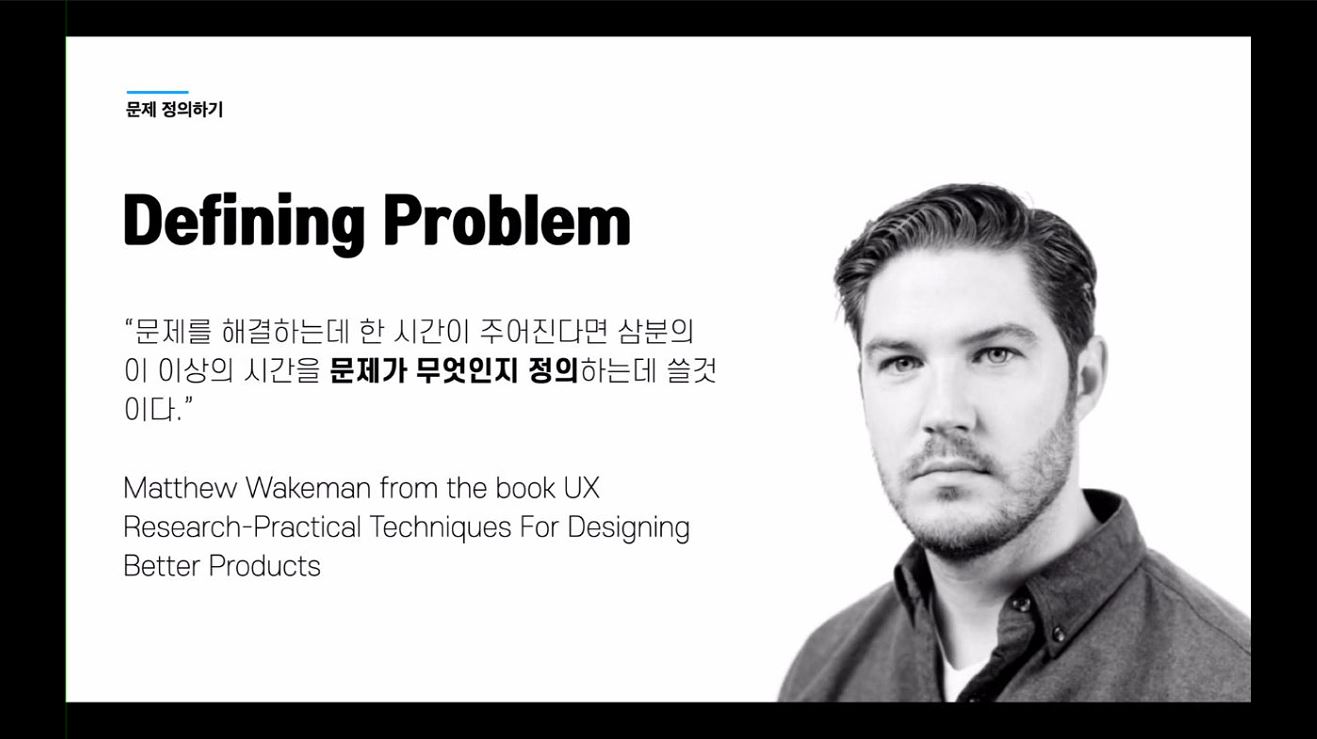 문제 정의하기
Defining Problem
“문제를 해결하는데 한 시간이 주어진다면 삼분의
이 이상의 시간을 문제가 무엇인지 정의하는데 쓸것
이다.”
Matthew Wakeman from the book UX
Research-Practical Techniques For Designing
Better Products